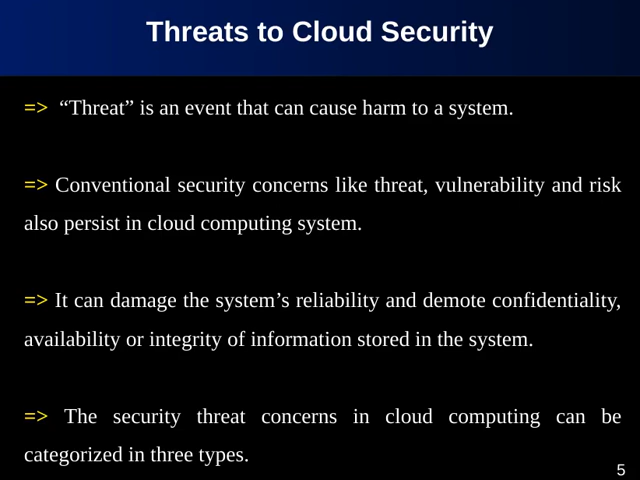 Threats to Cloud Security
=> “Threat” is an event that can cause harm to a system.
=> Conventional security concerns like threat, vulnerability and risk
also persist in cloud computing system.
=> It can damage the system’s reliability and demote confidentiality,
availability or integrity of information stored in the system.
=> The security threat concerns in cloud computing can be
categorized in three types.
5